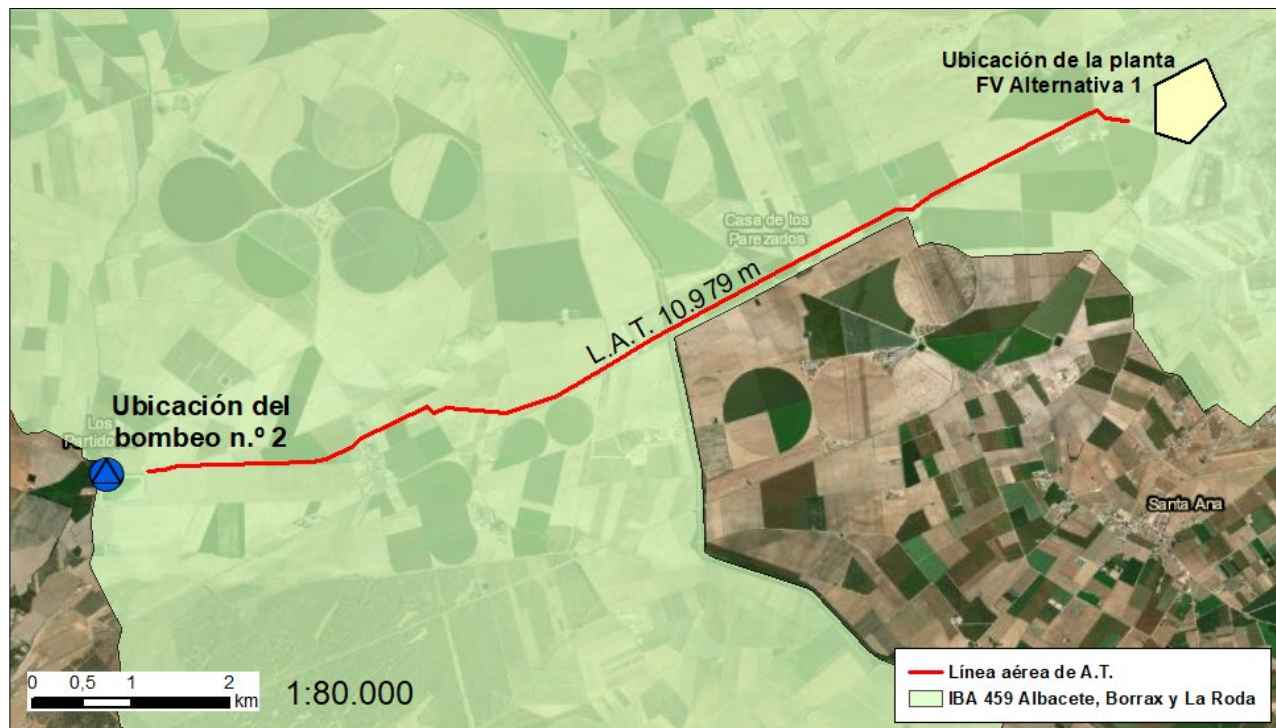 Ubicación de la planta
FV Alternativa 1
Casa de los
Parezados
L.A.T. 10.979 m
Ubicación del
bombeo n.º 2
Los
Santa Ana
0 0,5 1 2
km
1:80.000
Línea aérea de A.T.
IBA 459 Albacete, Borrax y La Roda